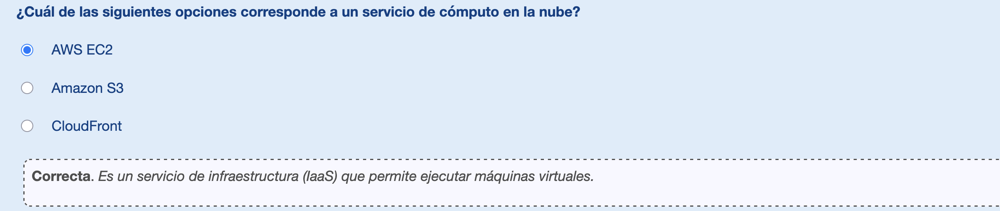 ¿Cuál de las siguientes opciones corresponde a un servicio de cómputo en la nube?
AWS EC2
Amazon S3
CloudFront
Correcta. Es un servicio de infraestructura (IaaS) que permite ejecutar máquinas virtuales.